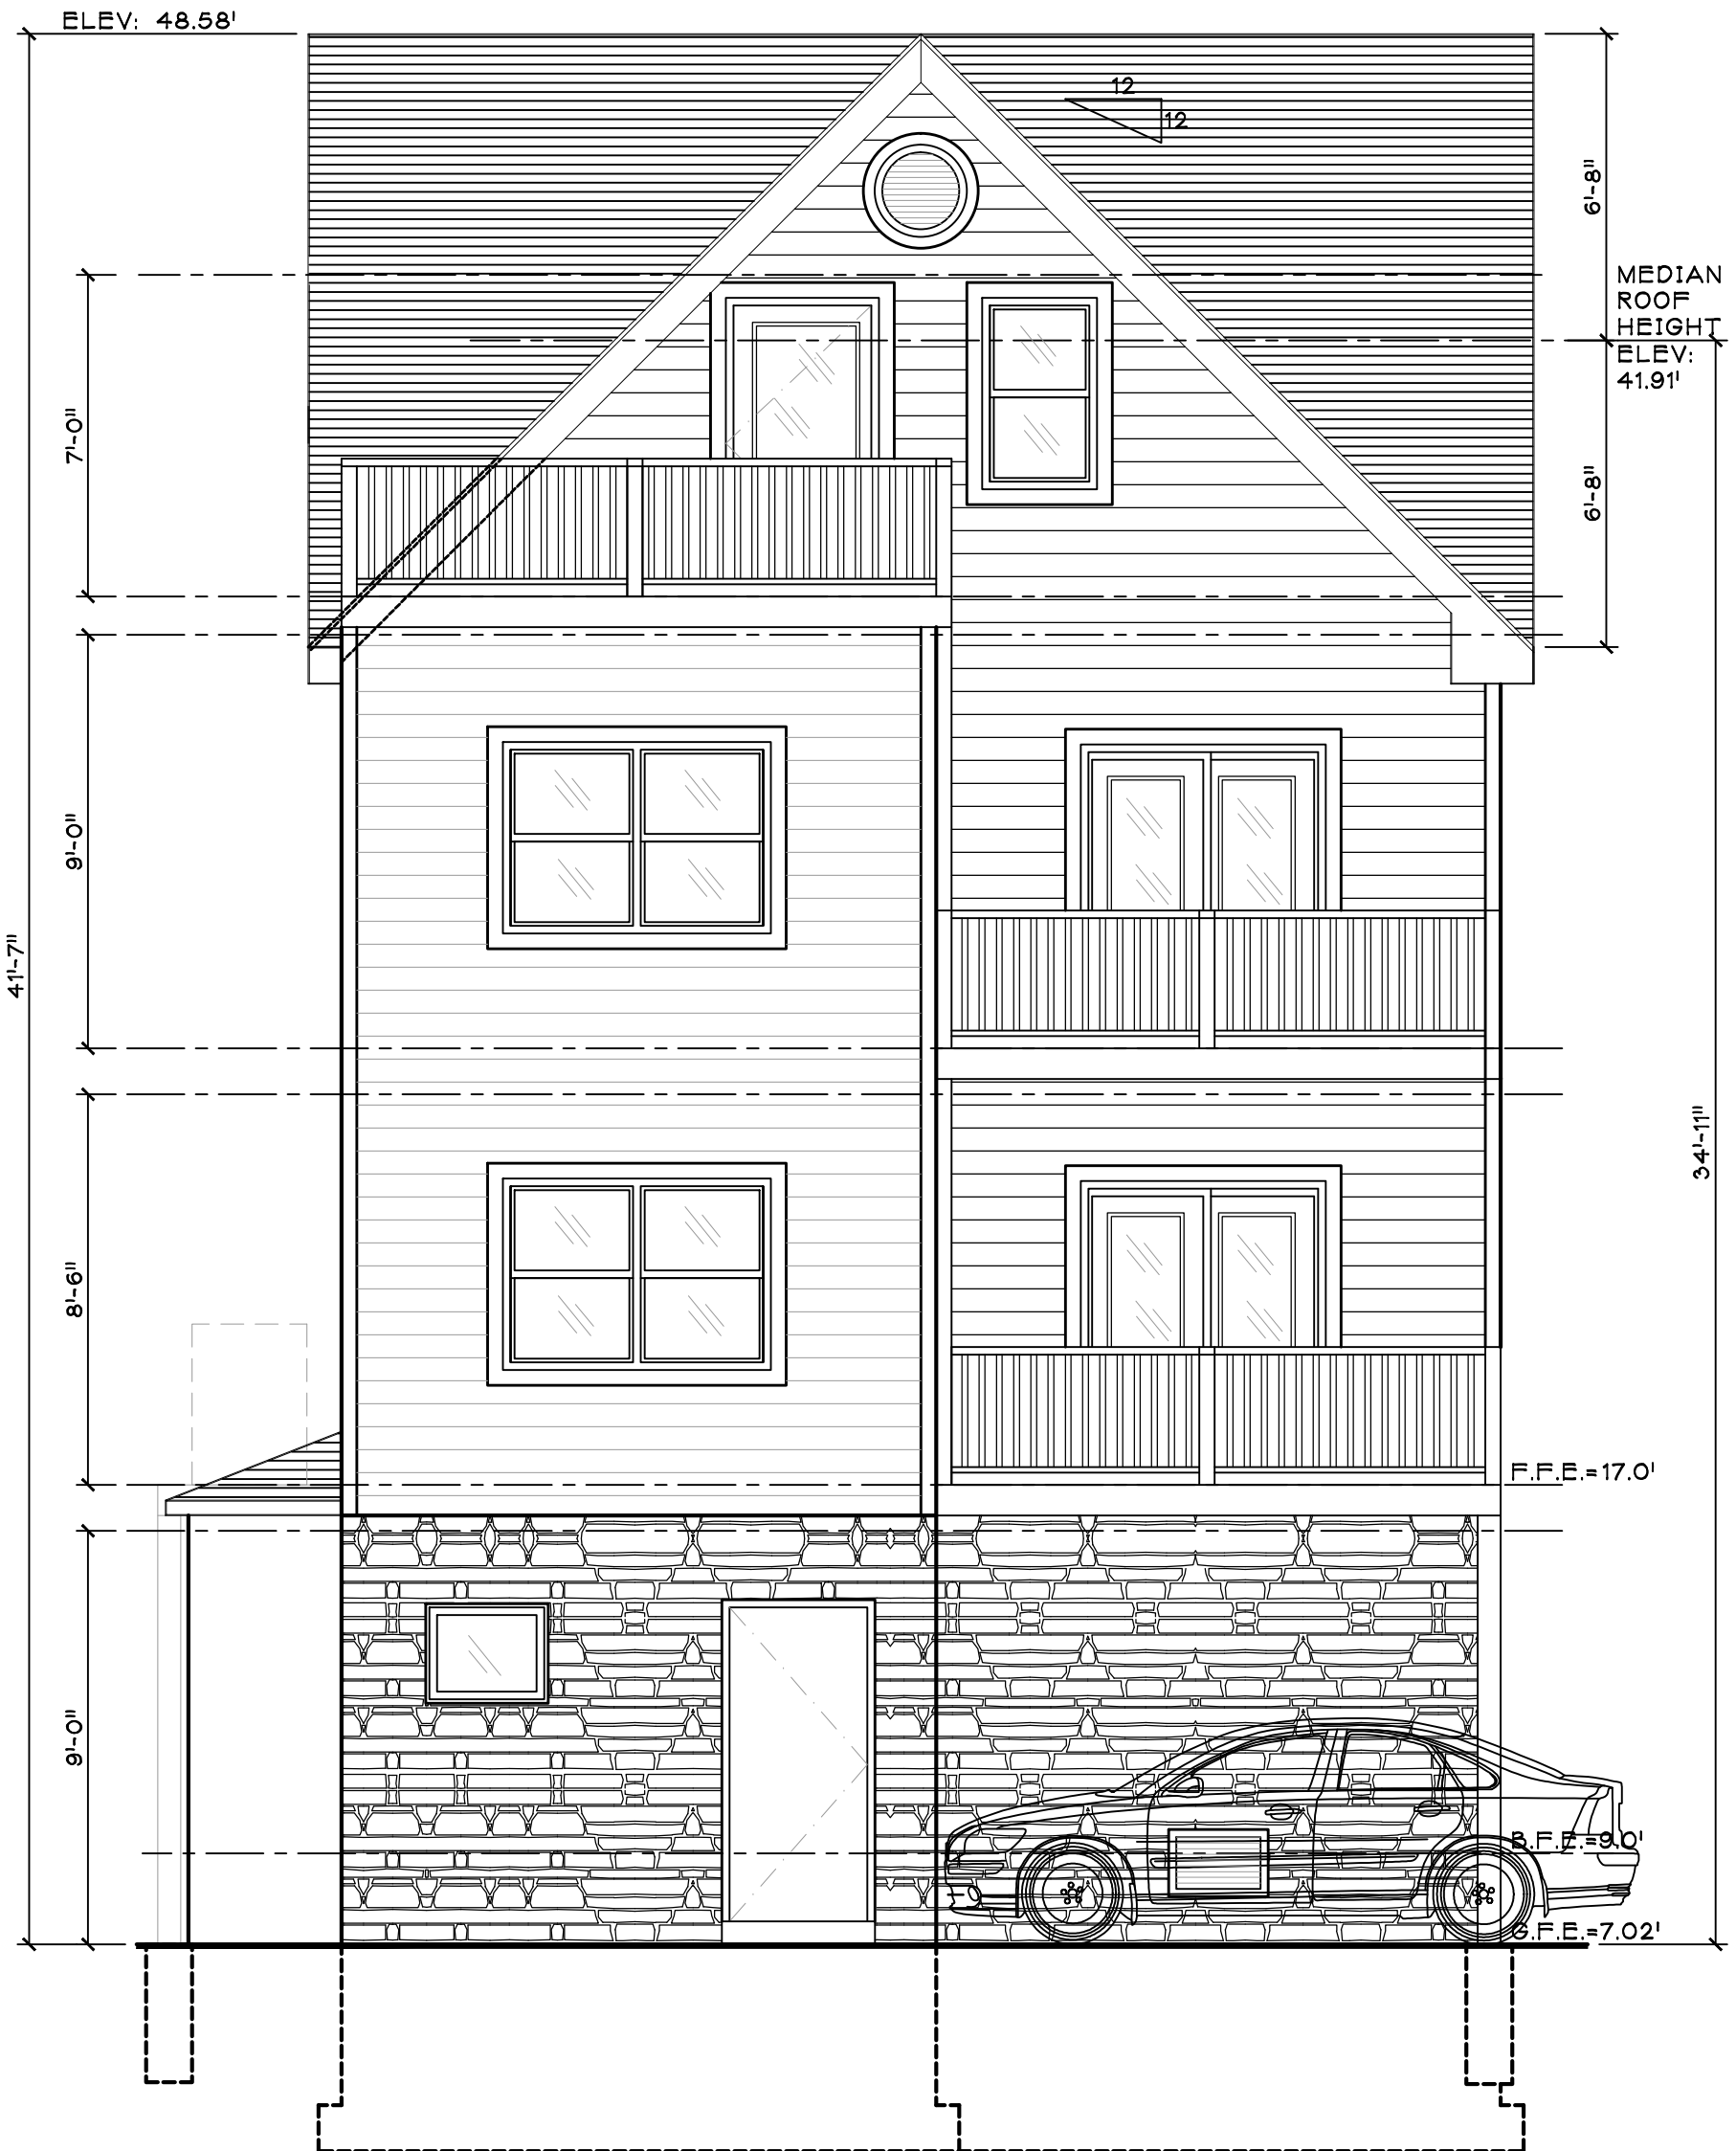 ELEV: 48.58'
12
12
6'-8"
MEDIAN
ROOF
HEIGHT
ELEV:
41.91'
7'-0"
6'-8"
9'-0"
41'-7"
34'-11"
8'-6"
F.F.E.=17.0'
9'-0"
B.F.E.=9.0'
G.F.E.=7.02'